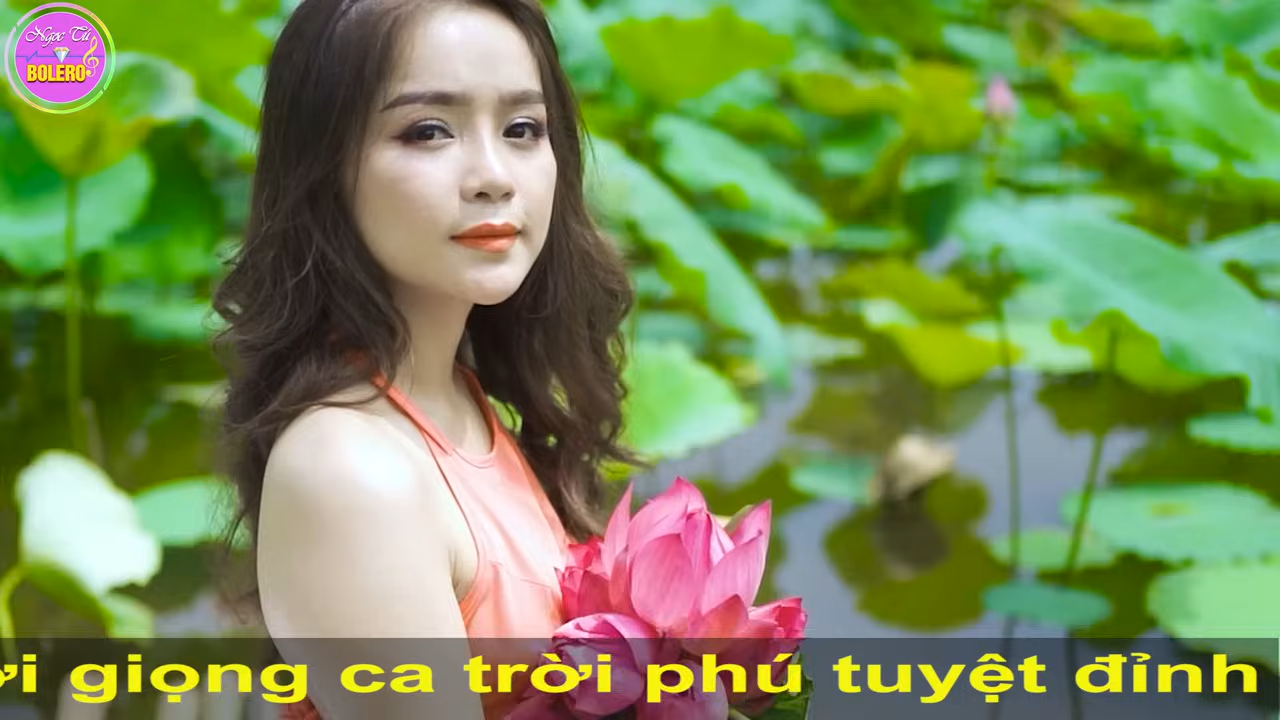 Ngọc Tú
BOLERO
giọng ca trời phú tuyệt đỉnh